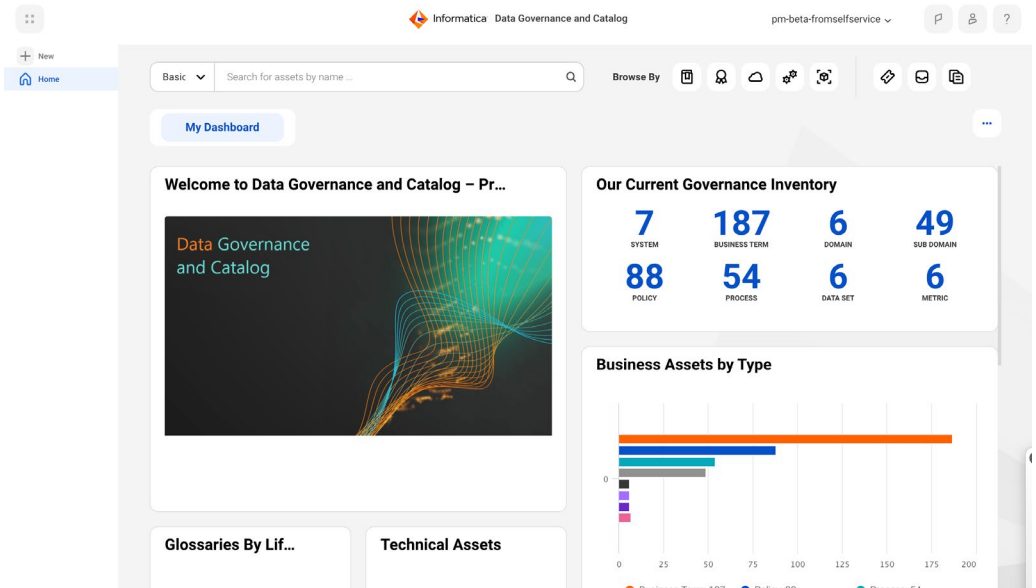 Informatica Data Governance and Catalog
pm-beta-fromselfservice
?
New
Home
Basic
Search for assets by name ...
Browse By
My Dashboard
...
Welcome to Data Governance and Catalog – Pr...
Data Governance
and Catalog
Our Current Governance Inventory
7 187 6 49
SYSTEM BUSINESS TERM DOMAIN SUB DOMAIN
88 54 6 6
POLICY PROCESS DATA SET METRIC
Business Assets by Type
0
0 25 50 75 100 125 150 175 200
Glossaries By Lif...
Technical Assets